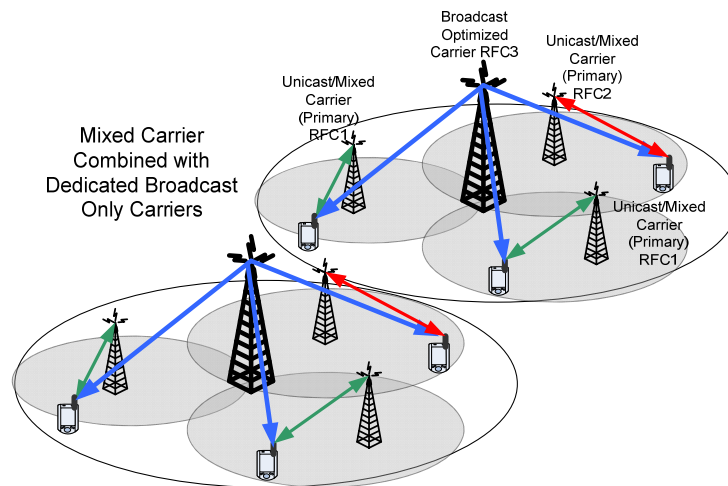 Broadcast
Optimized
Carrier RFC3
Unicast/Mixed
Carrier
(Primary)
RFC2
Unicast/Mixed
Carrier
(Primary)
RFC1
Mixed Carrier
Combined with
Dedicated Broadcast
Only Carriers
Unicast/Mixed
Carrier
(Primary)
RFC1